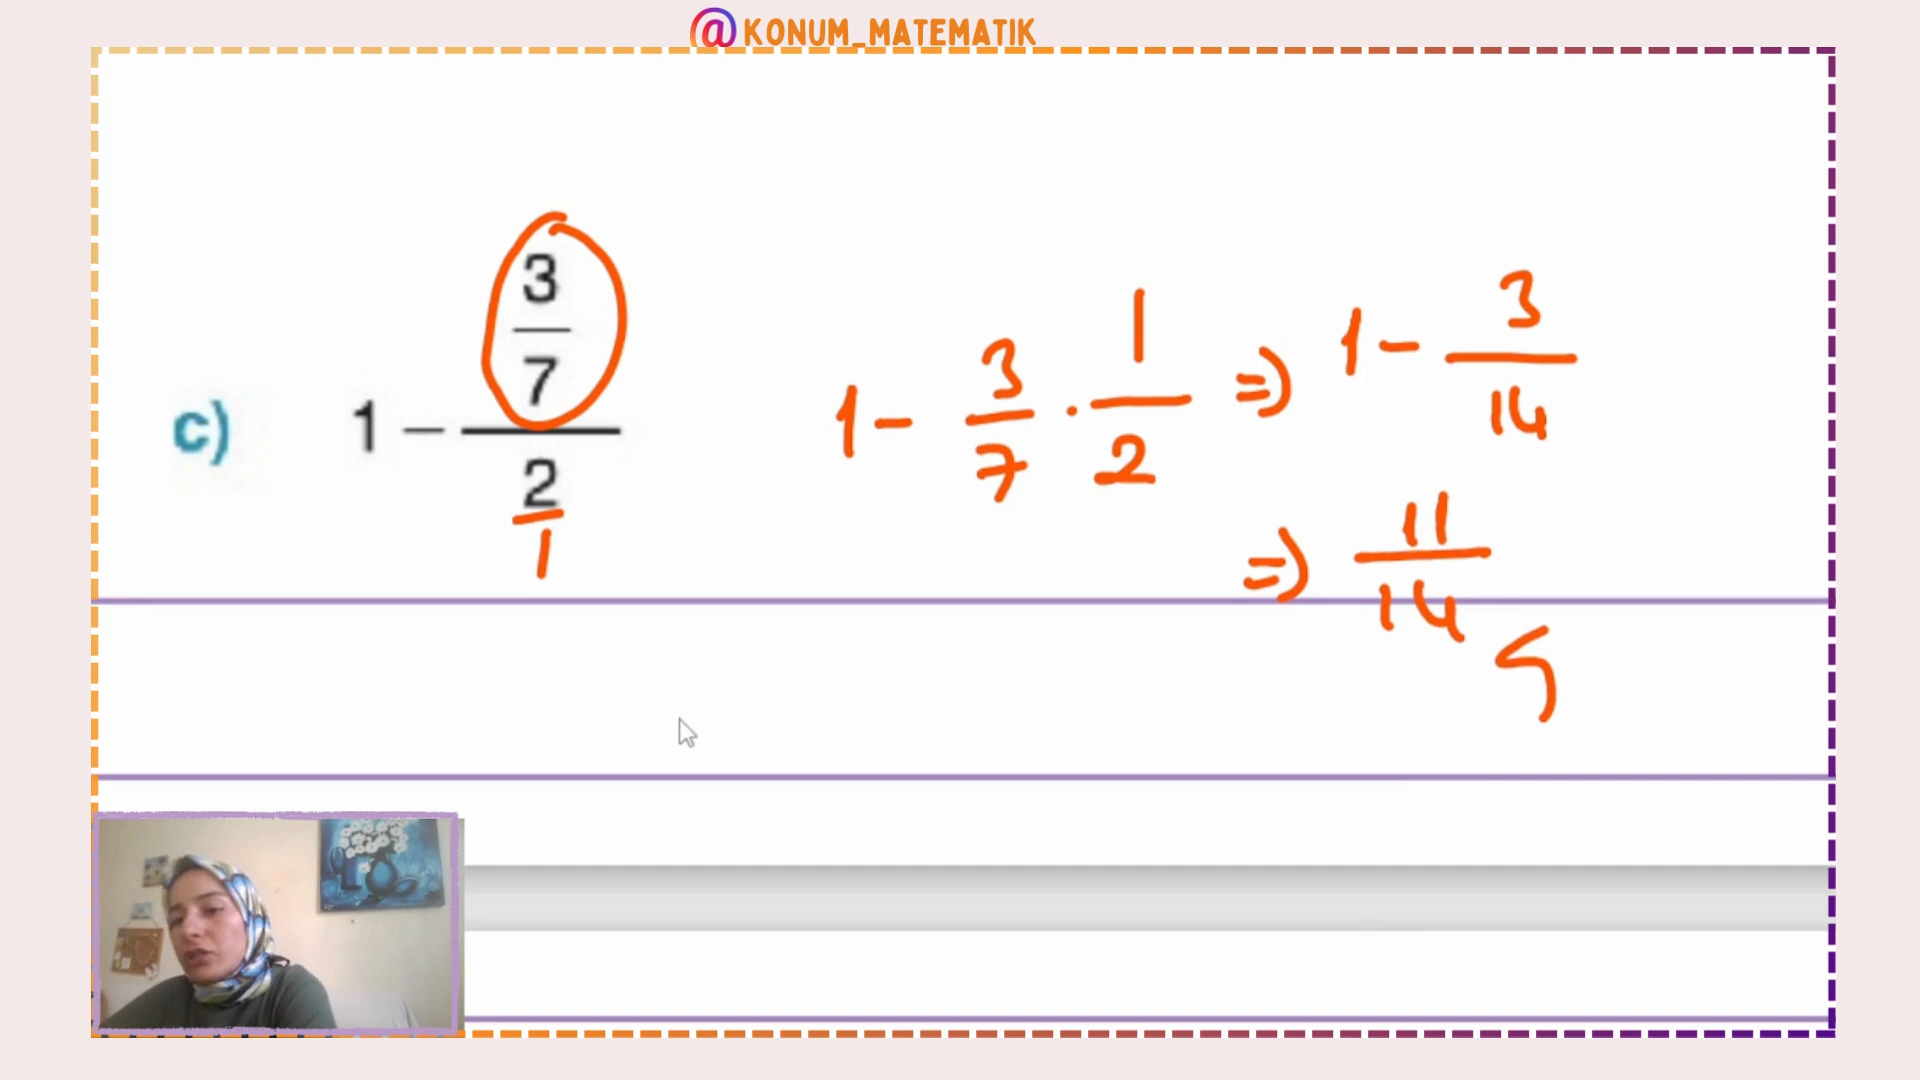 @KONUM_MATEMATIK
c) 1 - 3/7 / 2/1
1 - 3/7 · 1/2 => 1 - 3/14
=> 11/14